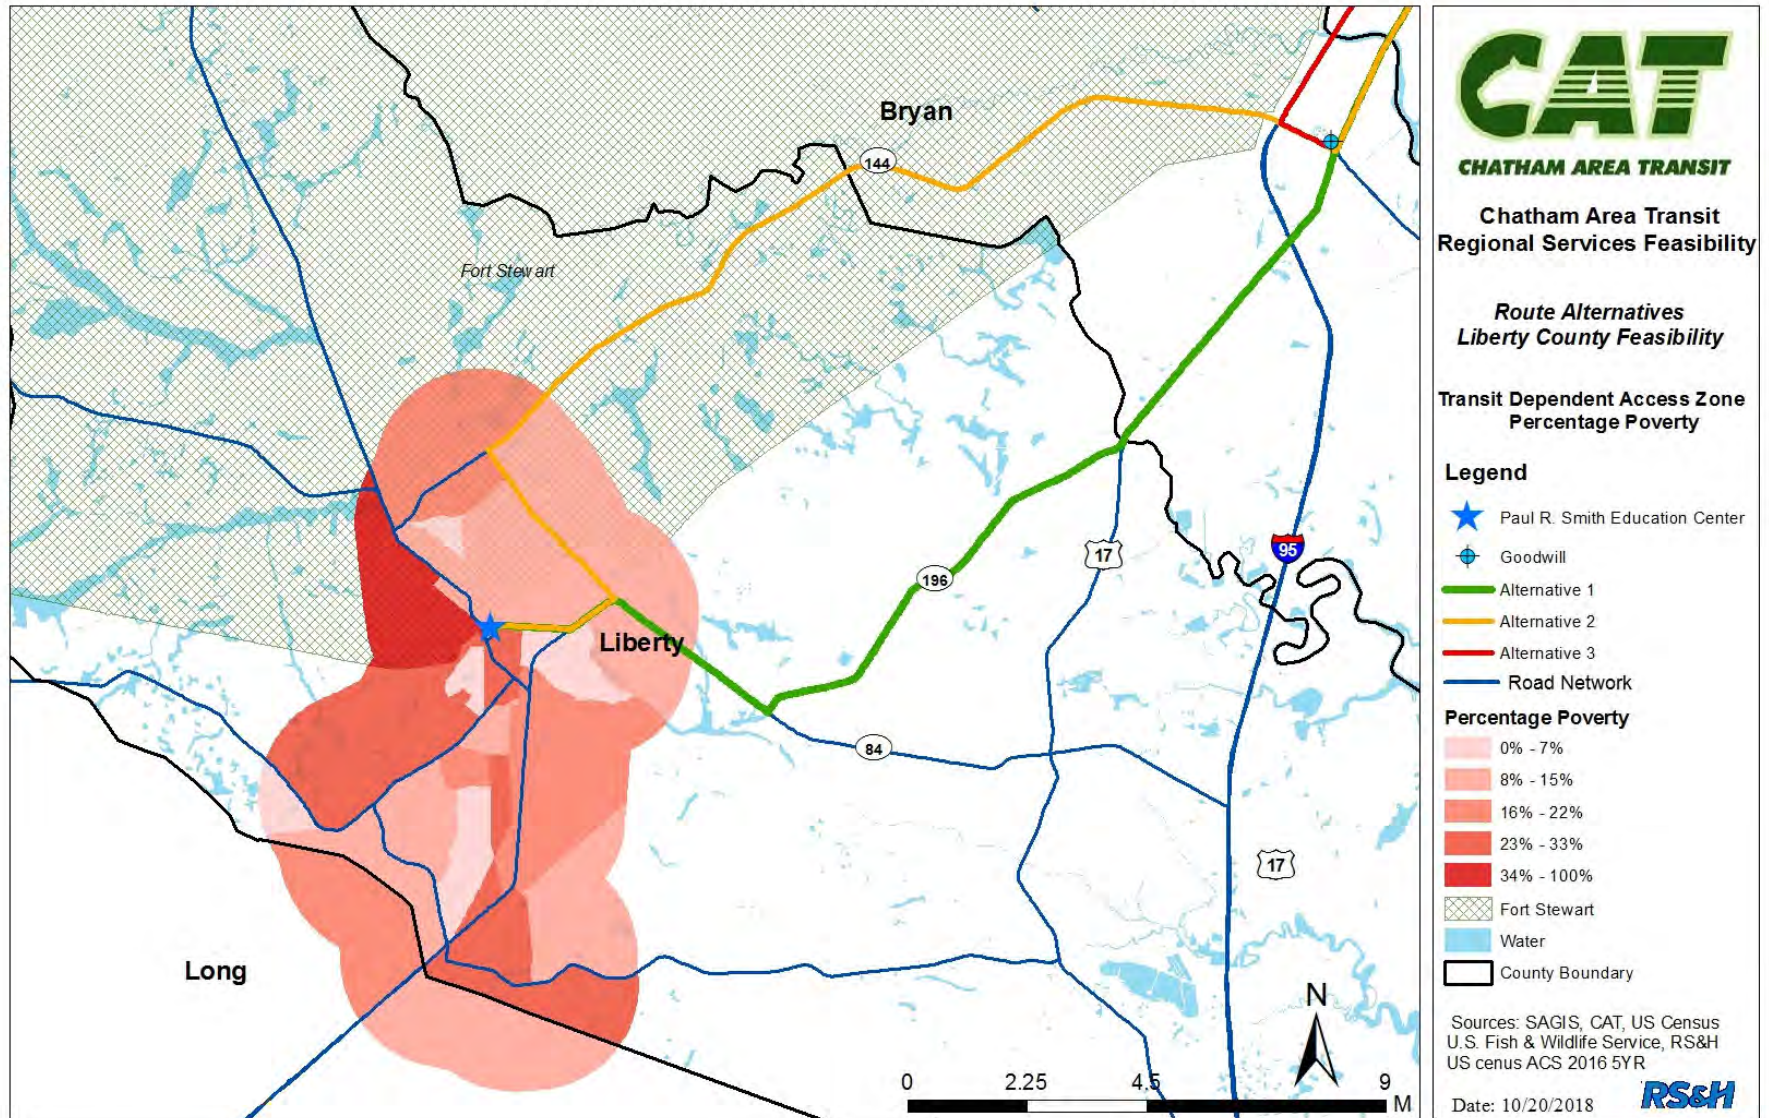 Bryan
144
Fort Stewart
Liberty
196
17
95
84
17
Long
N
0 2.25 4.5 9
M
CAT
CHATHAM AREA TRANSIT
Chatham Area Transit
Regional Services Feasibility
Route Alternatives
Liberty County Feasibility
Transit Dependent Access Zone
Percentage Poverty
Legend
Paul R. Smith Education Center
Goodwill
Alternative 1
Alternative 2
Alternative 3
Road Network
Percentage Poverty
0% - 7%
8% - 15%
16% - 22%
23% - 33%
34% - 100%
Fort Stewart
Water
County Boundary
Sources: SAGIS, CAT, US Census
U.S. Fish & Wildlife Service, RS&H
US cenus ACS 2016 5YR
Date: 10/20/2018
RS&H